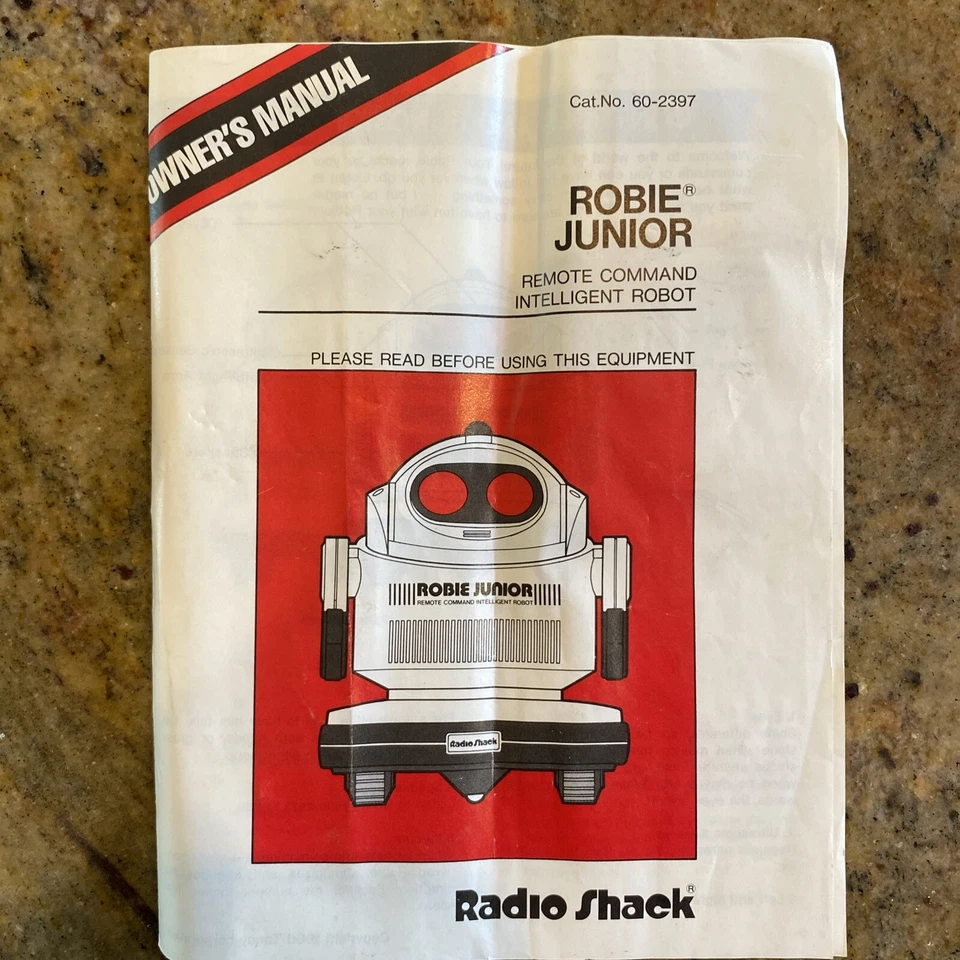 OWNER'S MANUAL
Cat.No. 60-2397
ROBIE®
JUNIOR
REMOTE COMMAND
INTELLIGENT ROBOT
PLEASE READ BEFORE USING THIS EQUIPMENT
ROBIE JUNIOR
REMOTE COMMAND INTELLIGENT ROBOT
Radio Shack
Radio Shack®